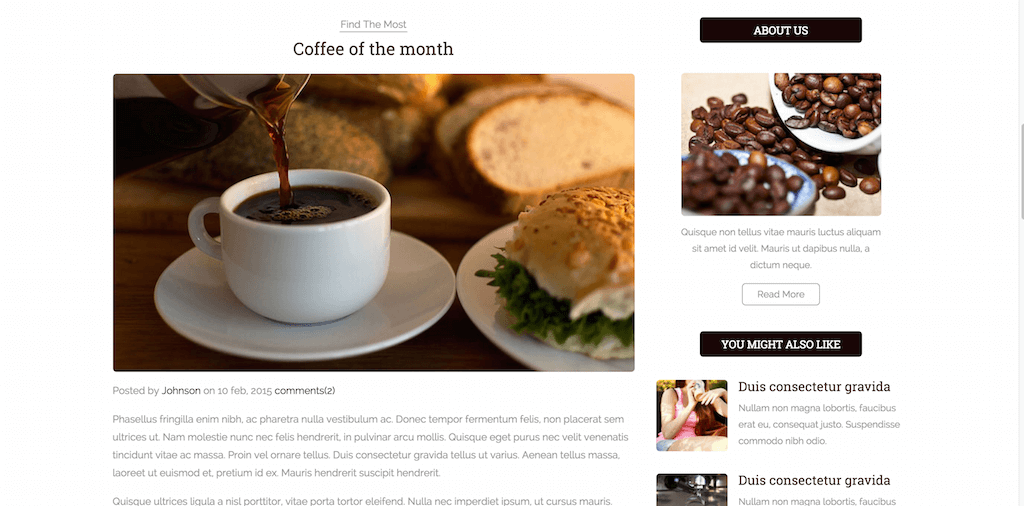 Find The Most
Coffee of the month
Posted by Johnson on 10 feb, 2015 comments(2)
Phasellus fringilla enim nibh, ac pharetra nulla vestibulum ac. Donec tempor fermentum felis, non placerat sem
ultrices ut. Nam molestie nunc nec felis hendrerit, in pulvinar arcu mollis. Quisque eget purus nec velit venenatis
tincidunt vitae ac massa. Proin vel ornare tellus. Duis consectetur gravida tellus ut varius. Aenean tellus massa,
laoreet ut euismod et, pretium id ex. Mauris hendrerit suscipit hendrerit.
Quisque ultrices ligula a nisl porttitor, vitae porta tortor eleifend. Nulla nec imperdiet ipsum, ut cursus mauris.
ABOUT US
Quisque non tellus vitae mauris luctus aliquam
sit amet id velit. Mauris ut dapibus nulla, a
dictum neque.
Read More
YOU MIGHT ALSO LIKE
Duis consectetur gravida
Nullam non magna lobortis, faucibus
erat eu, consequat justo. Suspendisse
commodo nibh odio.
Duis consectetur gravida
Nullam non magna lobortis, faucibus